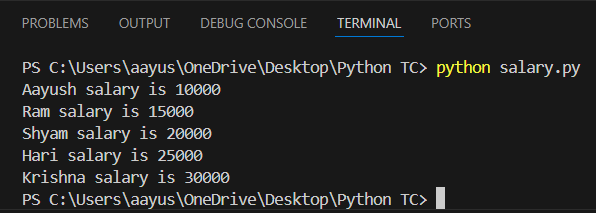 PROBLEMS OUTPUT DEBUG CONSOLE TERMINAL PORTS
PS C:\Users\aayus\OneDrive\Desktop\Python TC> python salary.py
Aayush salary is 10000
Ram salary is 15000
Shyam salary is 20000
Hari salary is 25000
Krishna salary is 30000
PS C:\Users\aayus\OneDrive\Desktop\Python TC>